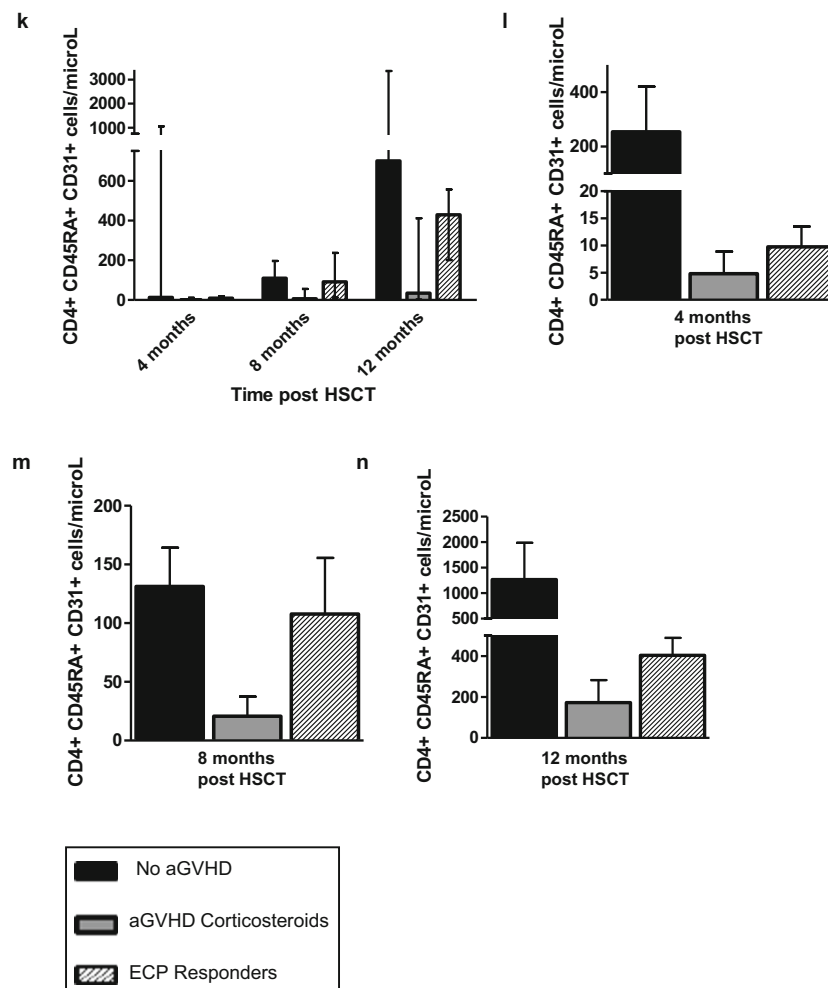 k
CD4+ CD45RA+ CD31+ cells/microL
3000
2000
1000
600
400
200
0
4 months
8 months
12 months
Time post HSCT
l
CD4+ CD45RA+ CD31+ cells/microL
400
200
20
15
10
5
0
4 months
post HSCT
m
CD4+ CD45RA+ CD31+ cells/microL
200
150
100
50
0
8 months
post HSCT
n
CD4+ CD45RA+ CD31+ cells/microL
2500
2000
1500
1000
500
400
200
0
12 months
post HSCT
No aGVHD
aGVHD Corticosteroids
ECP Responders